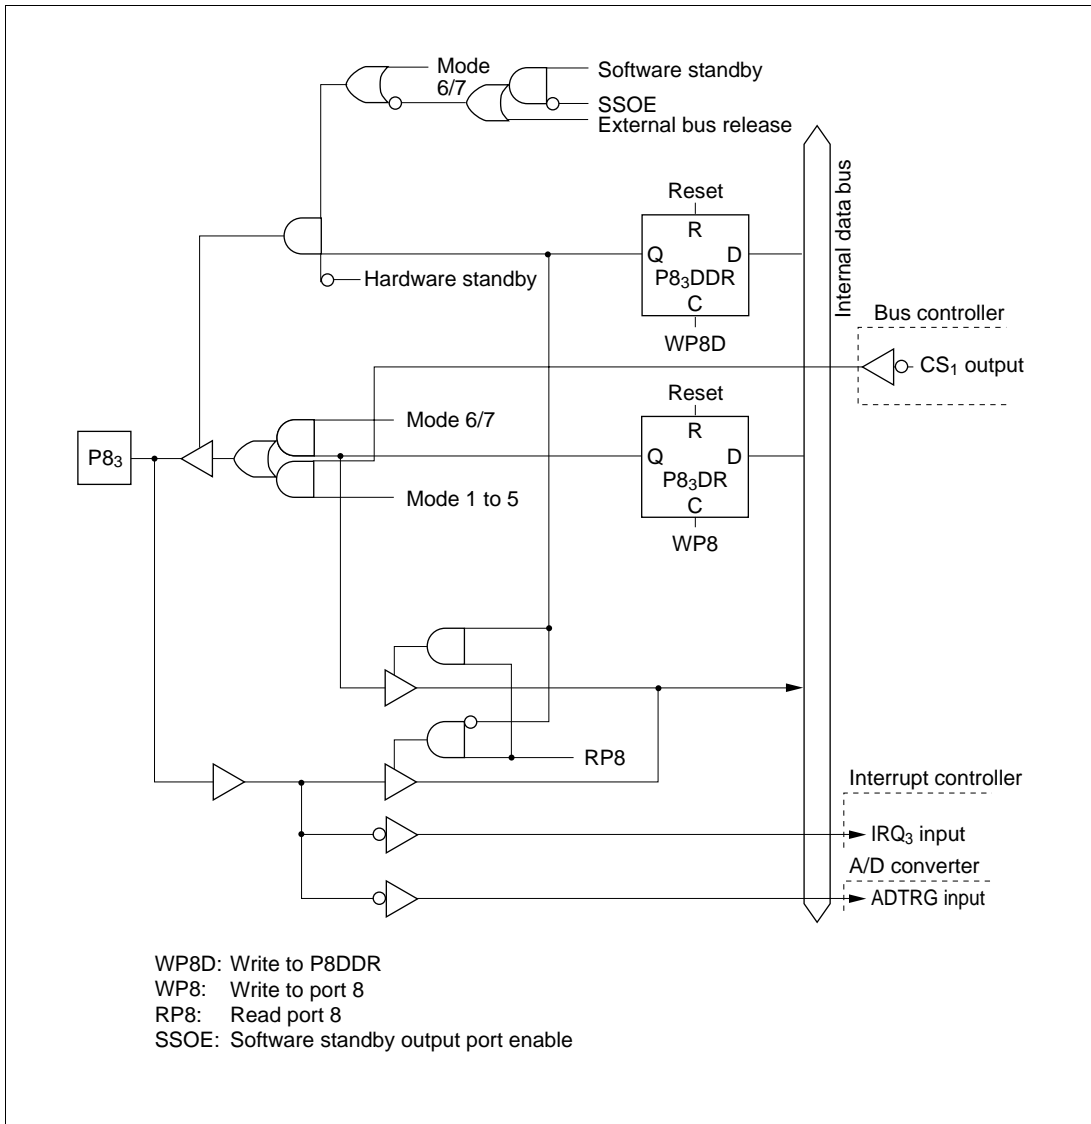 Mode
6/7
Software standby
SSOE
External bus release
Reset
R
Q D
P8₃DDR
C
WP8D
Hardware standby
Internal data bus
Bus controller
CS₁ output
Reset
R
Q D
P8₃DR
C
WP8
Mode 6/7
P8₃
Mode 1 to 5
RP8
Interrupt controller
IRQ₃ input
A/D converter
ADTRG input
WP8D: Write to P8DDR
WP8: Write to port 8
RP8: Read port 8
SSOE: Software standby output port enable